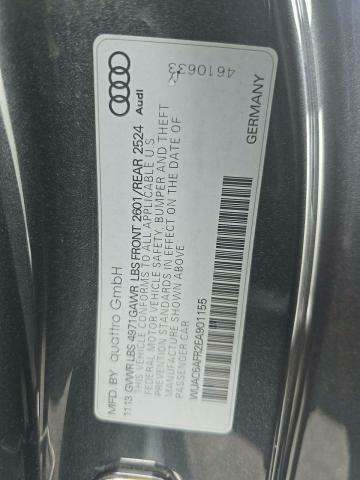 MFD. BY quattro GmbH
11.13 GVWR LBS 4971 GAWR LBS FRONT 2601/REAR 2524
THIS VEHICLE CONFORMS TO ALL APPLICABLE U.S.
FEDERAL MOTOR VEHICLE SAFETY, BUMPER AND THEFT
STANDARDS IN EFFECT ON THE DATE OF
MANUFACTURE SHOWN ABOVE
PASSENGER CAR
WUAC6AFR2EA901155
Audi
4610633
GERMANY